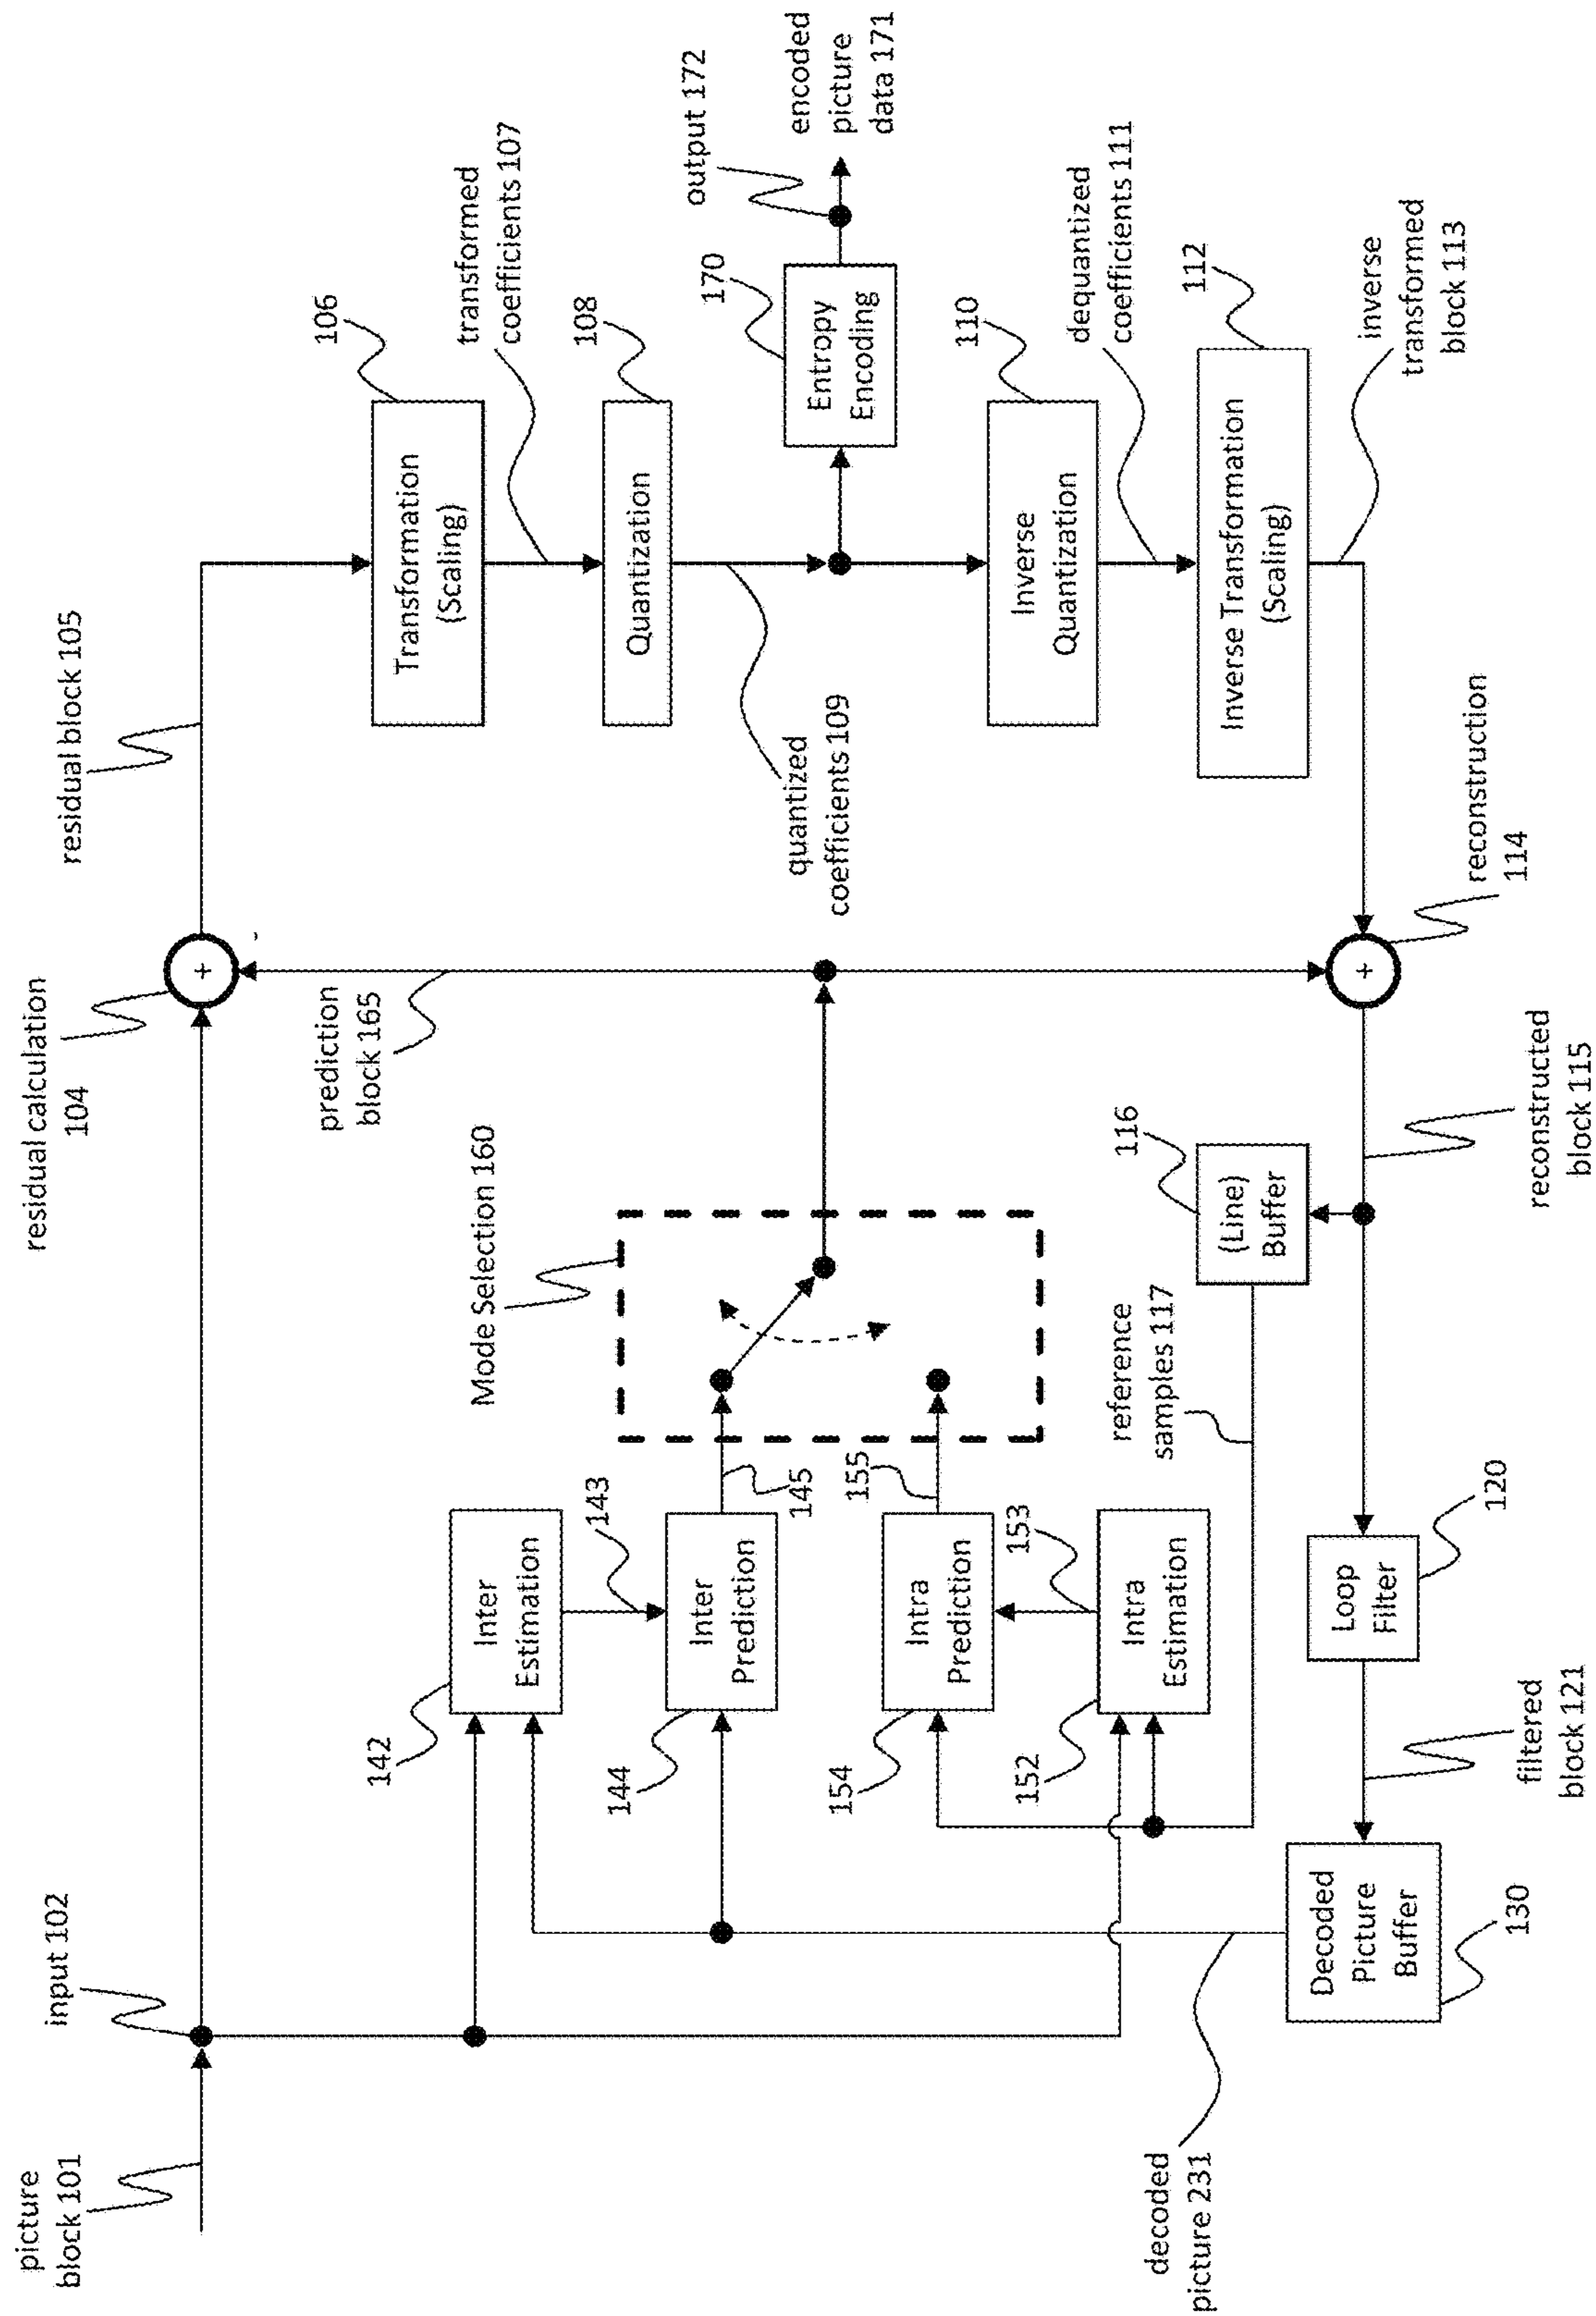 picture
block 101
input 102
residual calculation
104
residual block 105
prediction
block 165
106
Transformation
(Scaling)
transformed
coefficients 107
108
Quantization
quantized
coefficients 109
170
Entropy
Encoding
output 172
encoded
picture
data 171
110
Inverse
Quantization
dequantized
coefficients 111
112
Inverse Transformation
(Scaling)
inverse
transformed
block 113
+
+
reconstruction
114
reconstructed
block 115
116
(Line)
Buffer
reference
samples 117
Mode Selection 160
142
Inter
Estimation
143
144
Inter
Prediction
145
154
Intra
Prediction
155
153
152
Intra
Estimation
120
Loop
Filter
filtered
block 121
Decoded
Picture
Buffer
130
decoded
picture 231